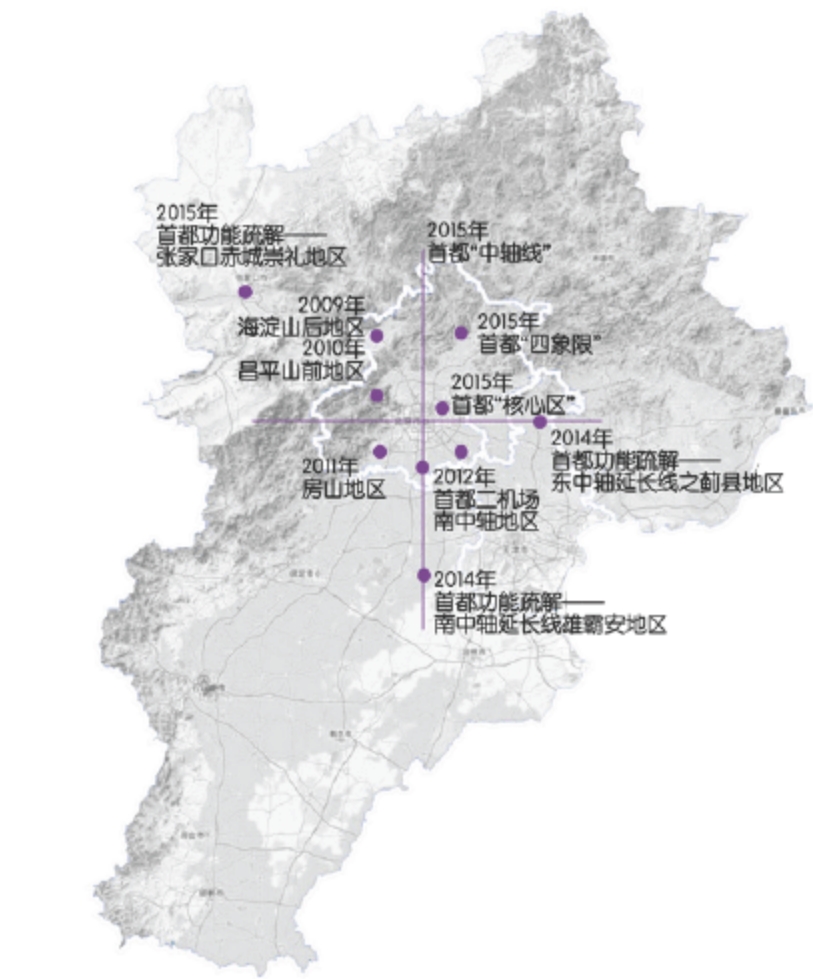 2015年
首都功能疏解——
张家口赤城崇礼地区
2015年
首都“中轴线”
2009年
海淀山后地区
2010年
昌平山前地区
2015年
首都“四象限”
2015年
首都“核心区”
2014年
首都功能疏解——
东中轴延长线之蓟县地区
2011年
房山地区
2012年
首都二机场
南中轴地区
2014年
首都功能疏解——
南中轴延长线雄霸安地区